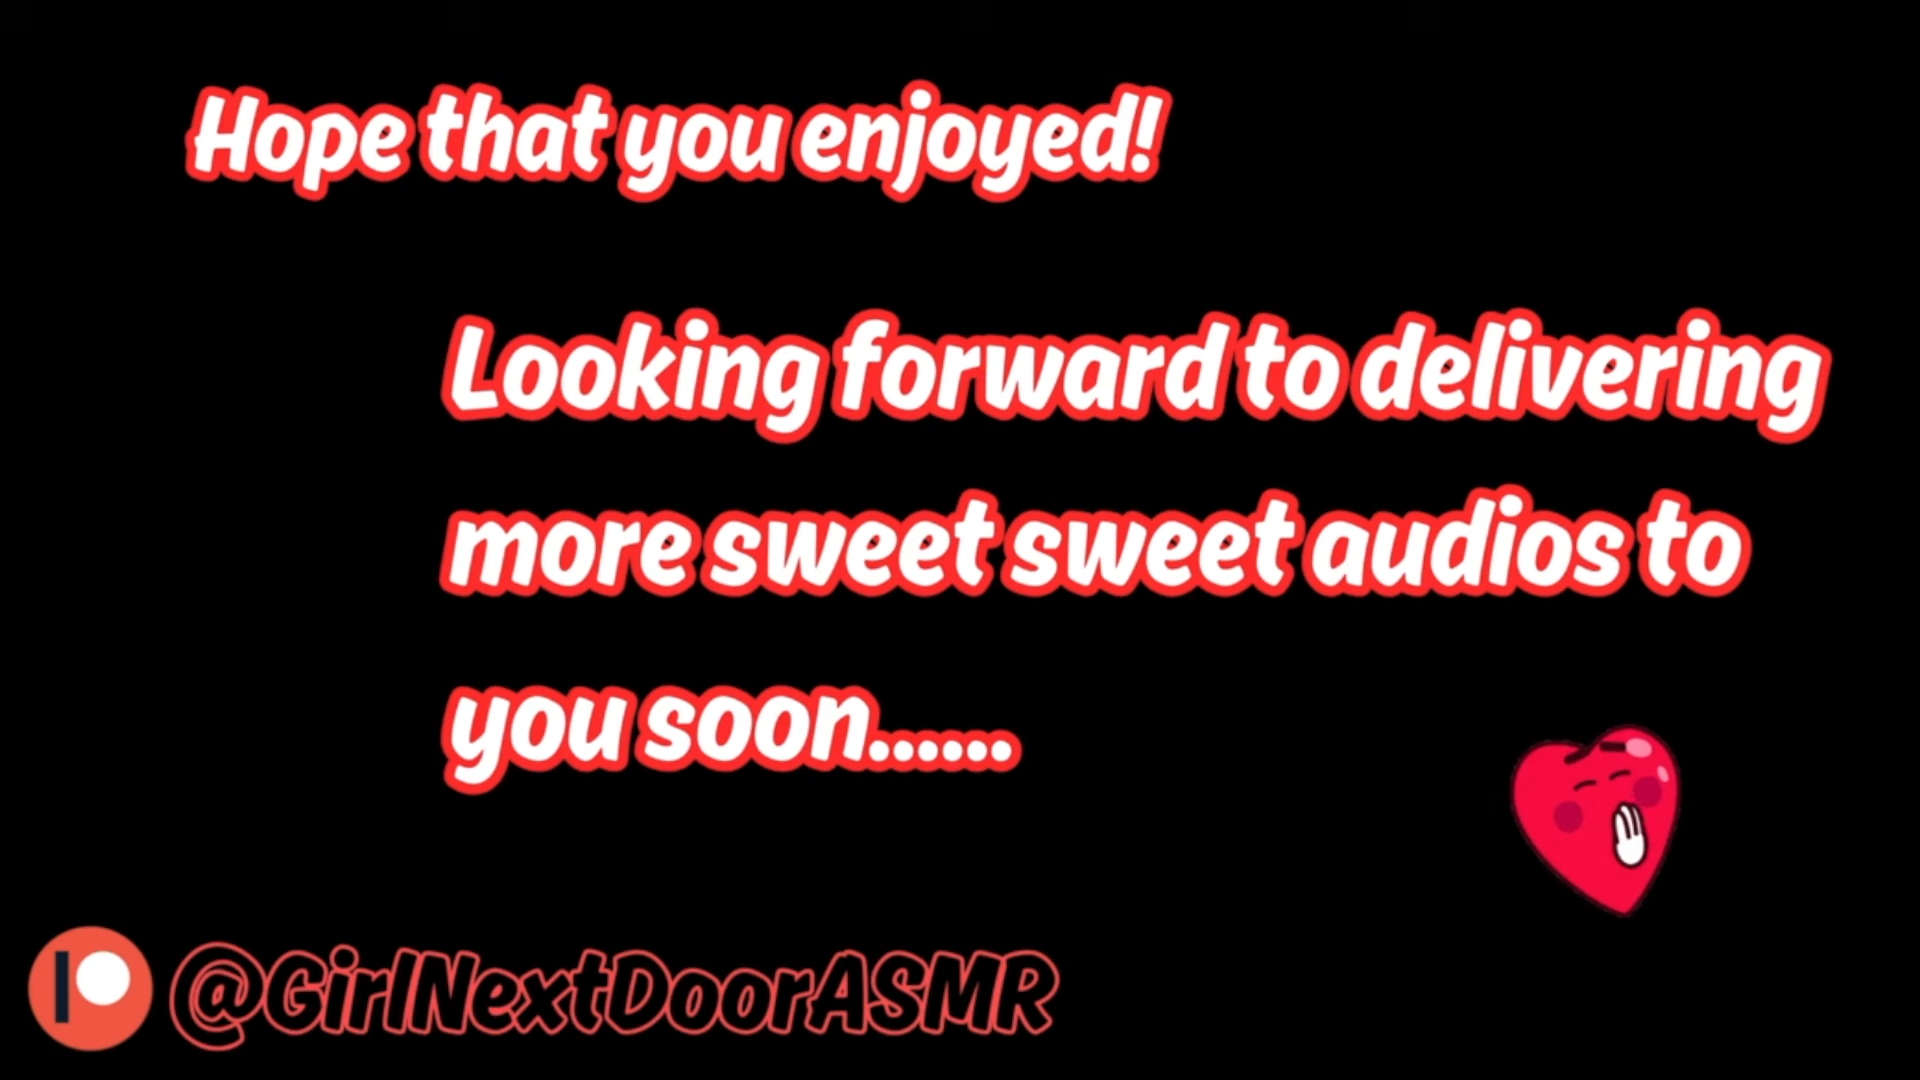 Hope that you enjoyed!
Looking forward to delivering
more sweet sweet audios to
you soon......
@GirlNextDoorASMR